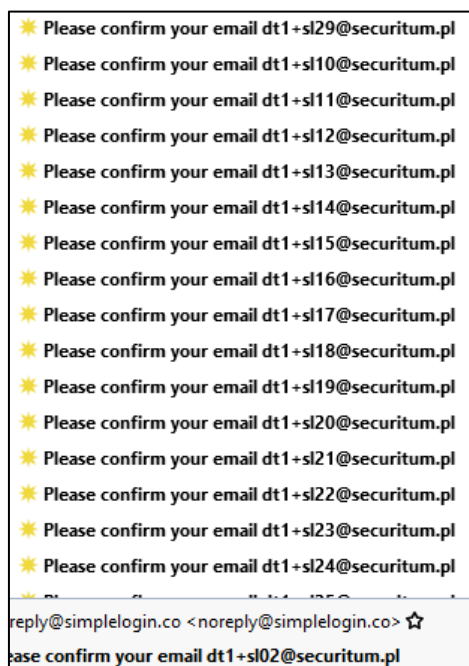 Please confirm your email dt1+sl29@securitum.pl
Please confirm your email dt1+sl10@securitum.pl
Please confirm your email dt1+sl11@securitum.pl
Please confirm your email dt1+sl12@securitum.pl
Please confirm your email dt1+sl13@securitum.pl
Please confirm your email dt1+sl14@securitum.pl
Please confirm your email dt1+sl15@securitum.pl
Please confirm your email dt1+sl16@securitum.pl
Please confirm your email dt1+sl17@securitum.pl
Please confirm your email dt1+sl18@securitum.pl
Please confirm your email dt1+sl19@securitum.pl
Please confirm your email dt1+sl20@securitum.pl
Please confirm your email dt1+sl21@securitum.pl
Please confirm your email dt1+sl22@securitum.pl
Please confirm your email dt1+sl23@securitum.pl
Please confirm your email dt1+sl24@securitum.pl
reply@simplelogin.co <noreply@simplelogin.co>
ease confirm your email dt1+sl02@securitum.pl